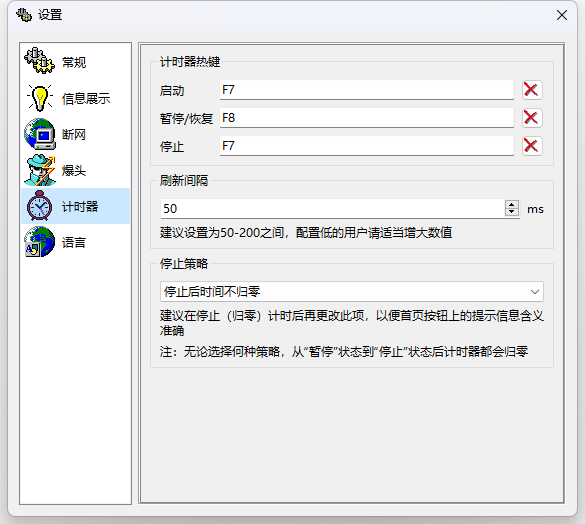 设置
常规
信息展示
断网
爆头
计时器
语言
计时器热键
启动 F7
暂停/恢复 F8
停止 F7
刷新间隔
50 ms
建议设置为50-200之间，配置低的用户请适当增大数值
停止策略
停止后时间不归零
建议在停止（归零）计时后再更改此项，以便首页按钮上的提示信息含义
准确
注：无论选择何种策略，从“暂停”状态到“停止”状态后计时器都会归零